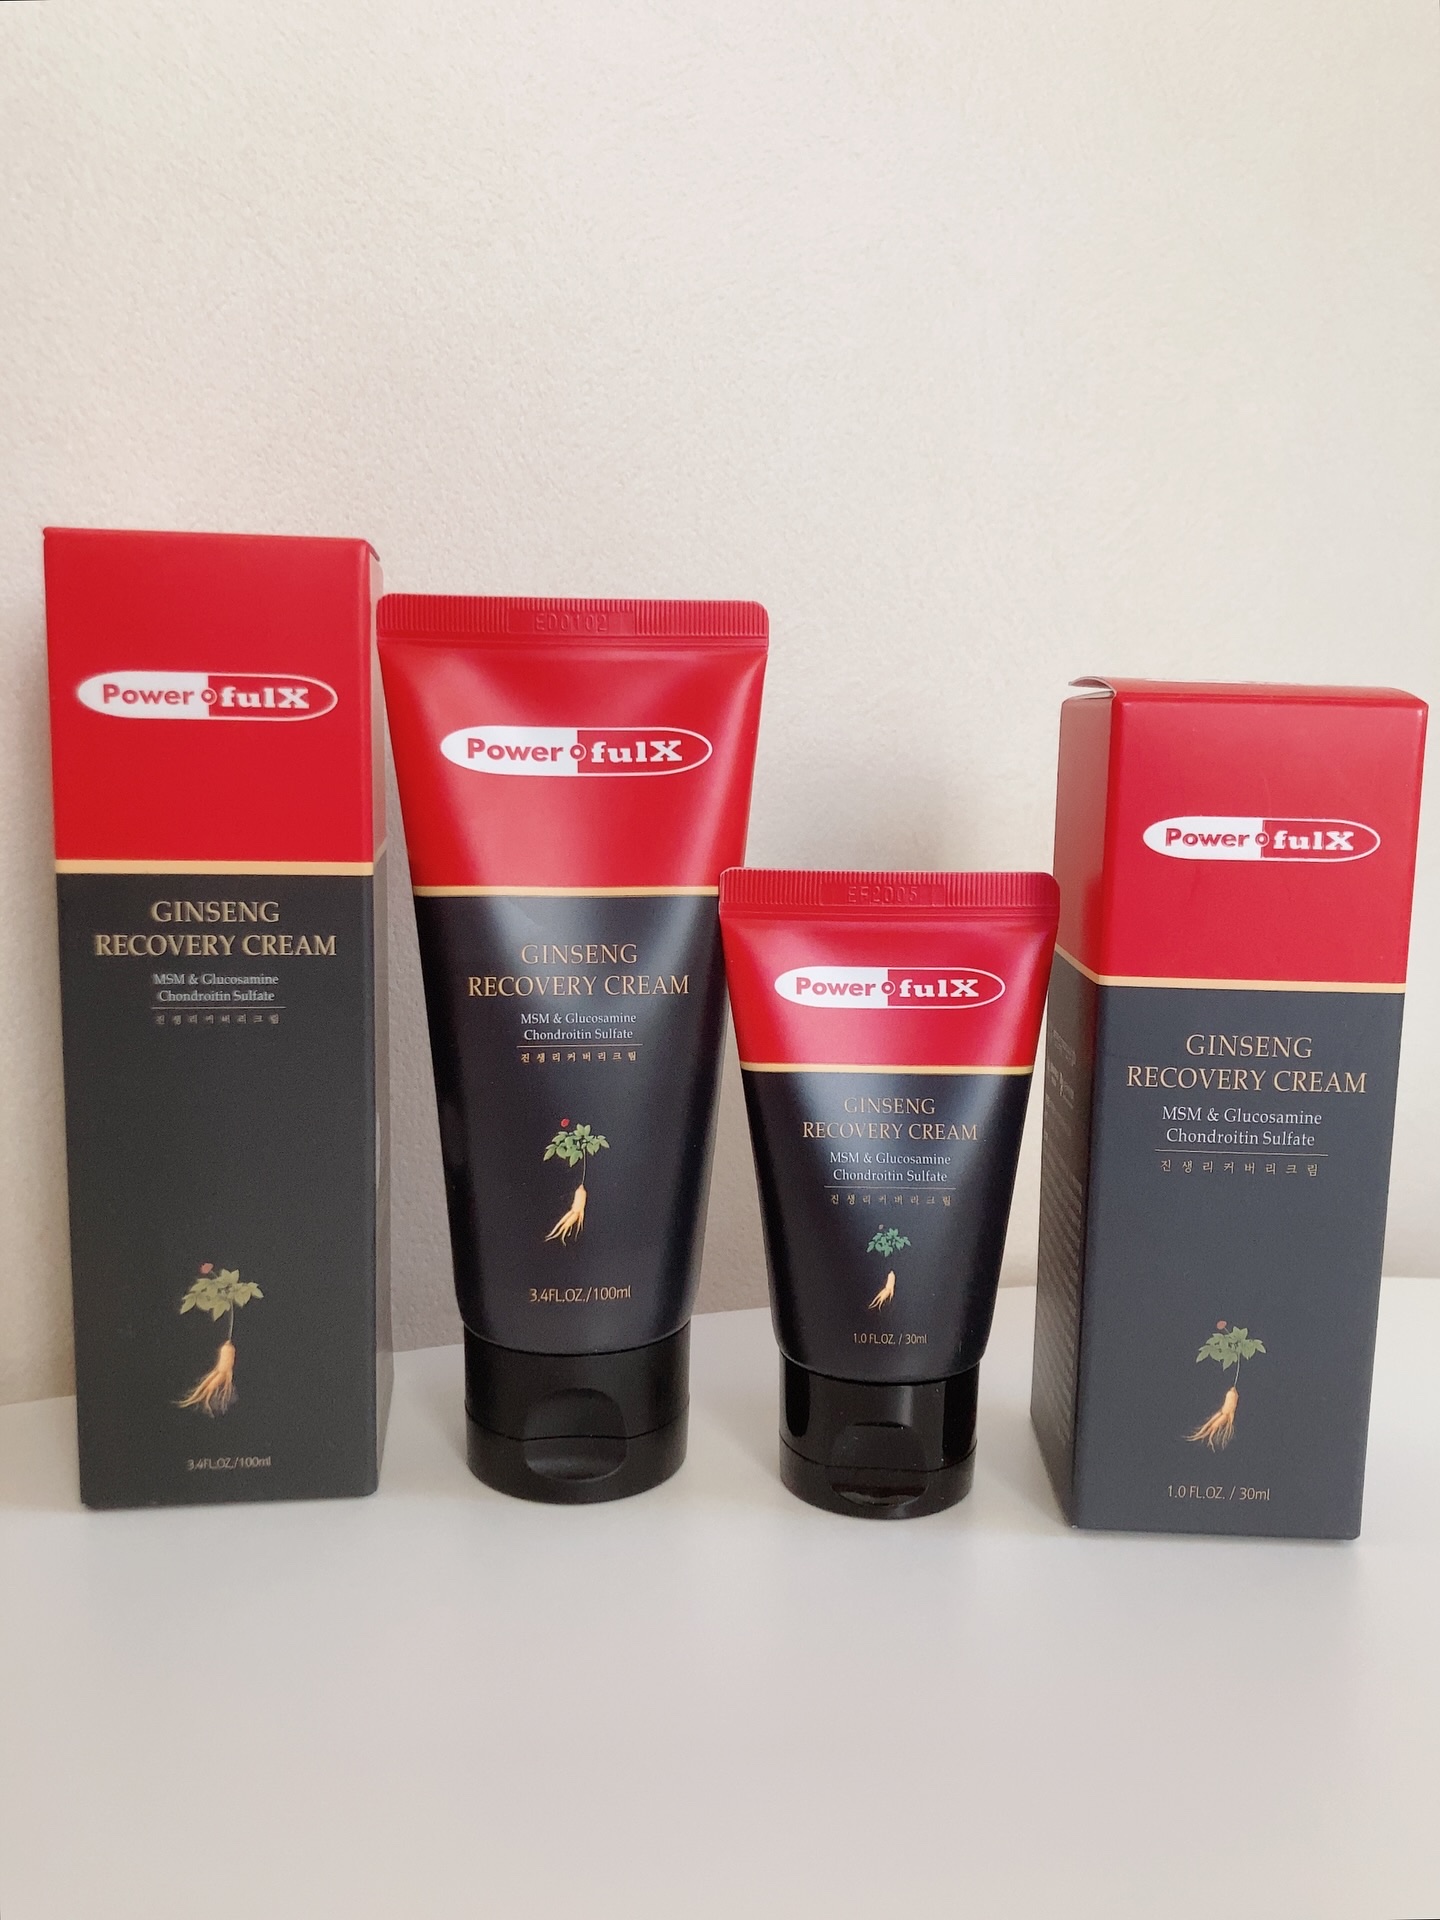 Power fulX
GINSENG
RECOVERY CREAM
MSM & Glucosamine
Chondroitin Sulfate
진생리커버리크림
3.4FL.OZ./100ml
ED0102
Power fulX
GINSENG
RECOVERY CREAM
MSM & Glucosamine
Chondroitin Sulfate
진생리커버리크림
3.4FL.OZ./100ml
EF2005
Power fulX
GINSENG
RECOVERY CREAM
MSM & Glucosamine
Chondroitin Sulfate
진생리커버리크림
1.0 FL.OZ. / 30ml
Power fulX
GINSENG
RECOVERY CREAM
MSM & Glucosamine
Chondroitin Sulfate
진생리커버리크림
1.0 FL.OZ. / 30ml